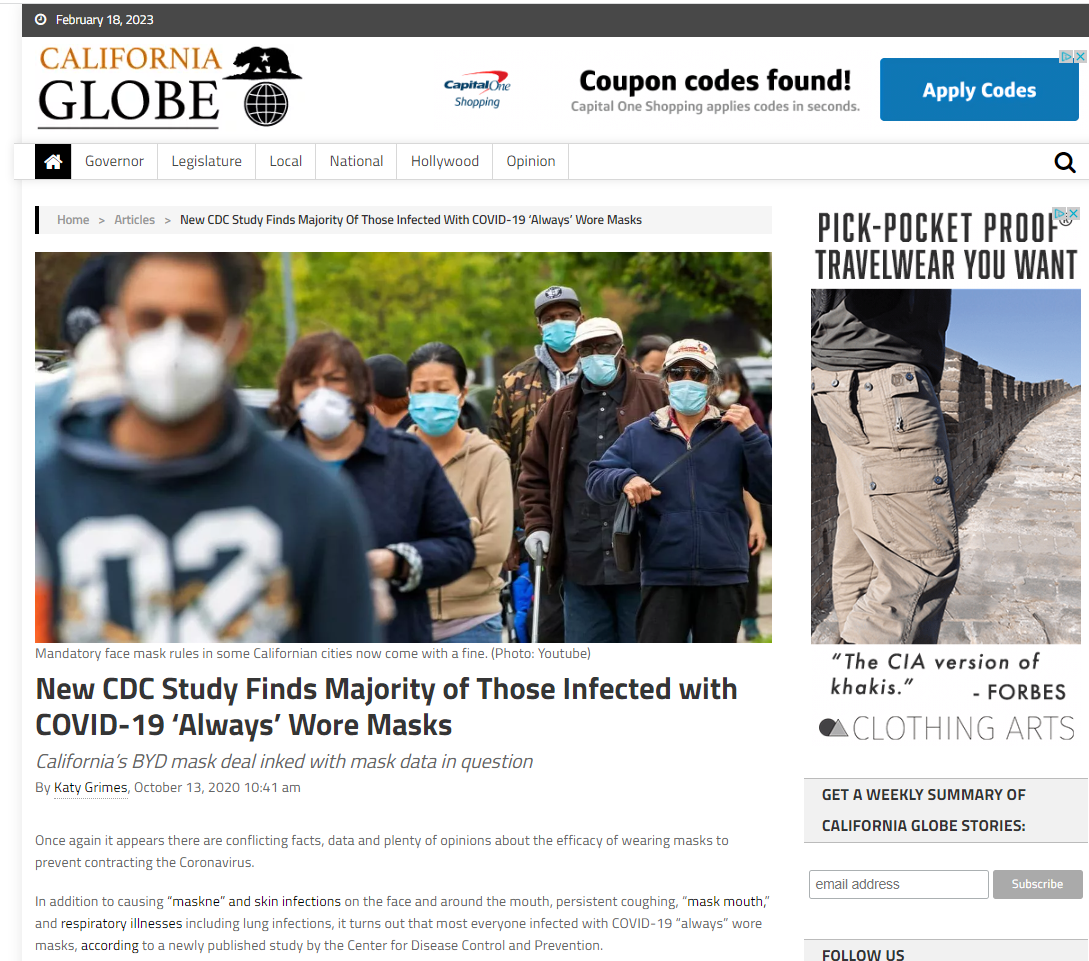 February 18, 2023
CALIFORNIA
GLOBE
CapitalOne
Shopping
Coupon codes found!
Capital One Shopping applies codes in seconds.
Apply Codes
Governor
Legislature
Local
National
Hollywood
Opinion
Home > Articles > New CDC Study Finds Majority Of Those Infected With COVID-19 ‘Always’ Wore Masks
02
Mandatory face mask rules in some Californian cities now come with a fine. (Photo: Youtube)
New CDC Study Finds Majority of Those Infected with
COVID-19 ‘Always’ Wore Masks
California’s BYD mask deal inked with mask data in question
By Katy Grimes, October 13, 2020 10:41 am
Once again it appears there are conflicting facts, data and plenty of opinions about the efficacy of wearing masks to
prevent contracting the Coronavirus.
In addition to causing “maskne” and skin infections on the face and around the mouth, persistent coughing, “mask mouth,”
and respiratory illnesses including lung infections, it turns out that most everyone infected with COVID-19 “always” wore
masks, according to a newly published study by the Center for Disease Control and Prevention.
PICK-POCKET PROOF®
TRAVELWEAR YOU WANT
“The CIA version of
khakis.”
- FORBES
CLOTHING ARTS
GET A WEEKLY SUMMARY OF
CALIFORNIA GLOBE STORIES:
email address
Subscribe
FOLLOW US